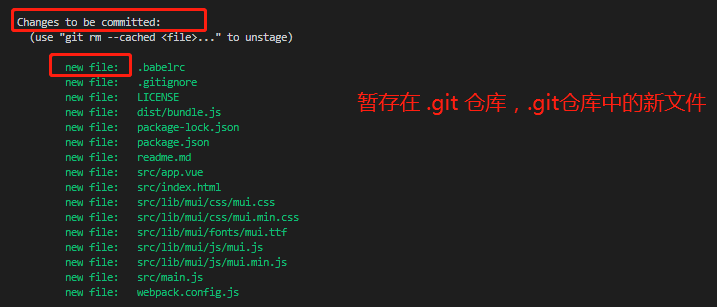 Changes to be committed:
(use "git rm --cached <file>..." to unstage)
new file: .babelrc
new file: .gitignore
new file: LICENSE
new file: dist/bundle.js
new file: package-lock.json
new file: package.json
new file: readme.md
new file: src/app.vue
new file: src/index.html
new file: src/lib/mui/css/mui.css
new file: src/lib/mui/css/mui.min.css
new file: src/lib/mui/fonts/mui.ttf
new file: src/lib/mui/js/mui.js
new file: src/lib/mui/js/mui.min.js
new file: src/main.js
new file: webpack.config.js
暂存在 .git 仓库，.git仓库中的新文件